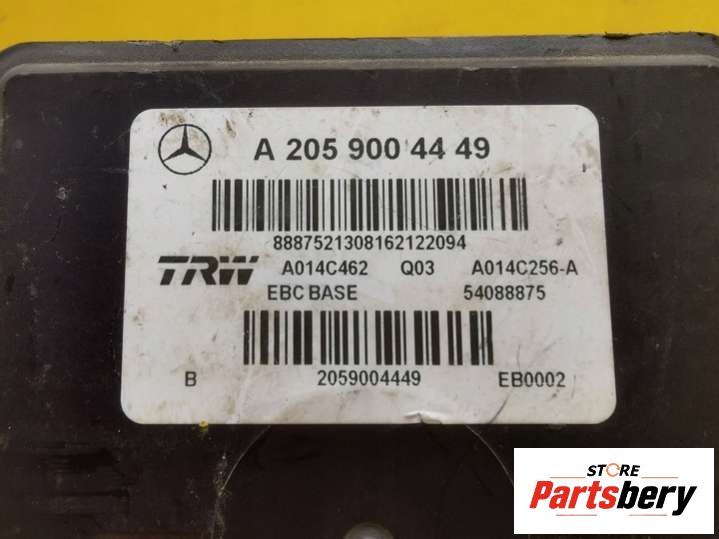 A 205 900 44 49
8887521308162122094
TRW A014C462 Q03 A014C256-A
EBC BASE 54088875
B 2059004449 EB0002
STORE
Partsbery